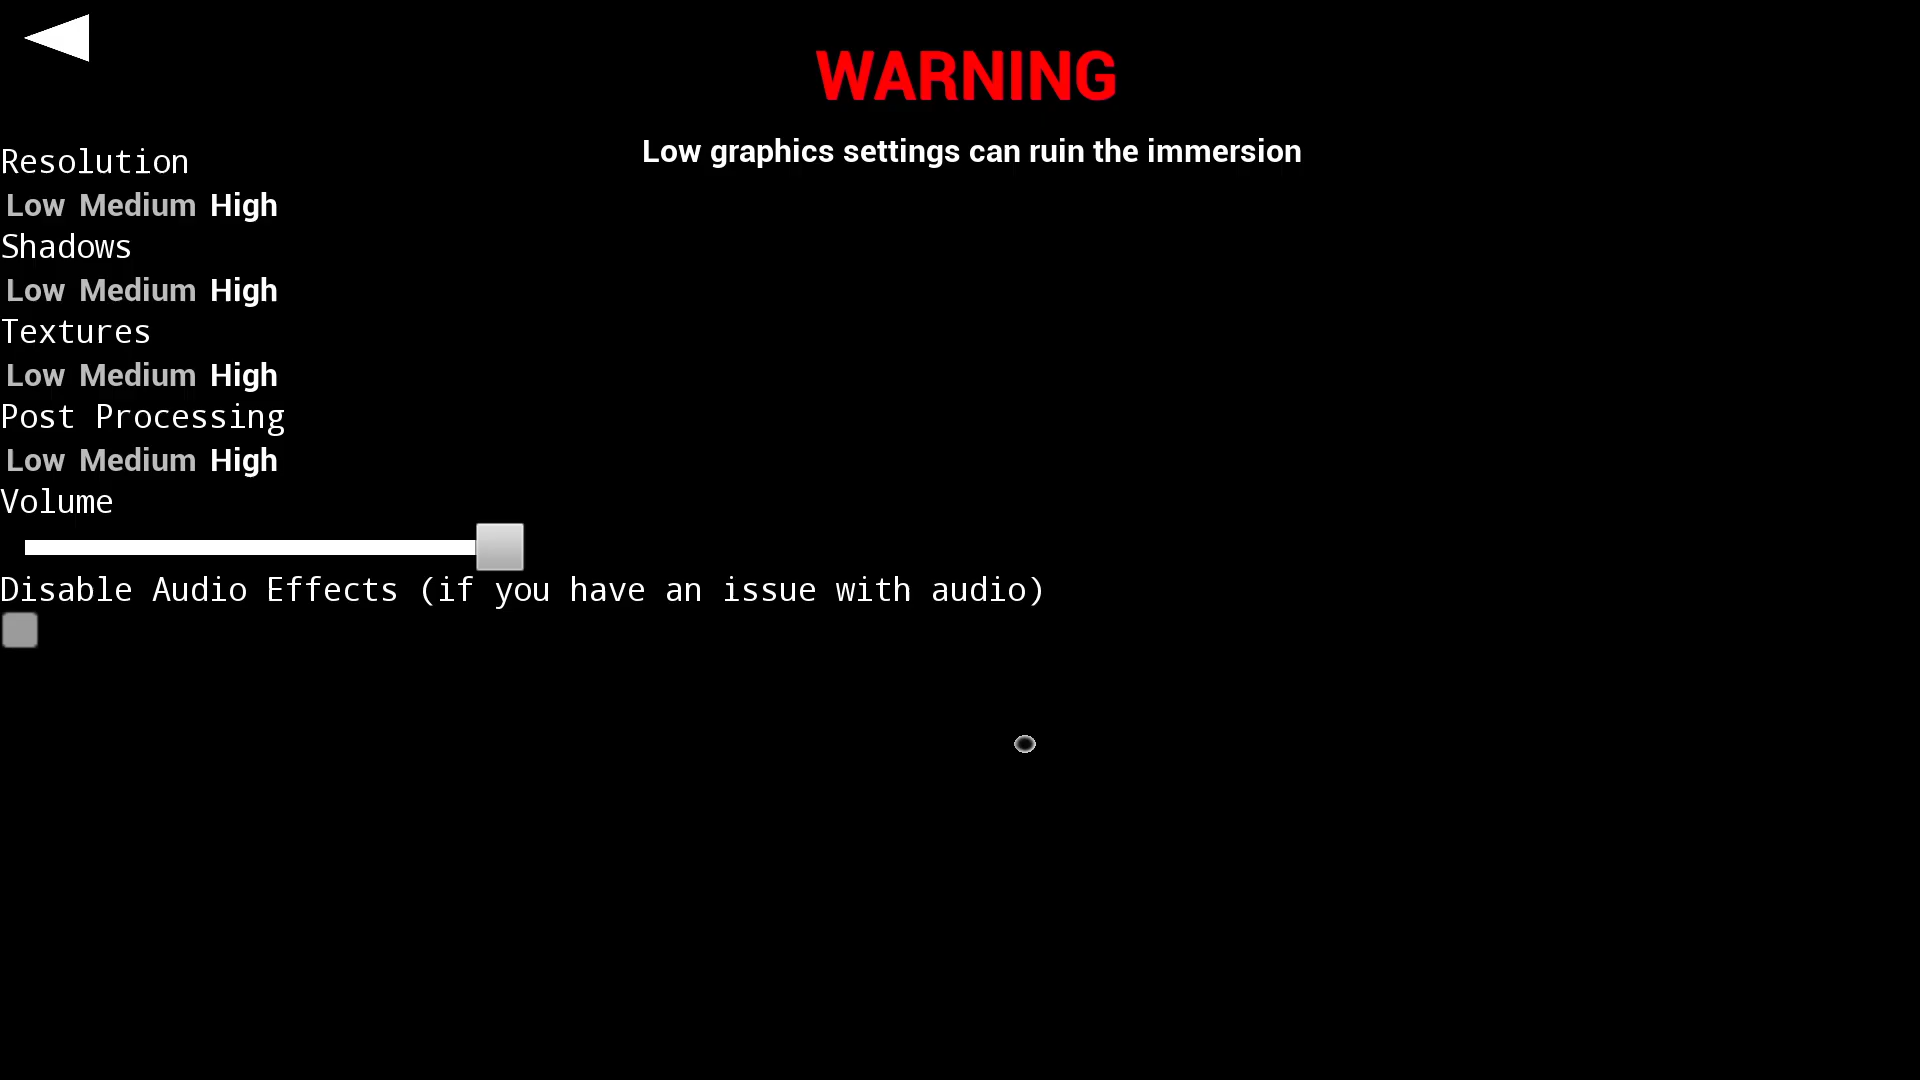 WARNING
Low graphics settings can ruin the immersion
Resolution
Low Medium High
Shadows
Low Medium High
Textures
Low Medium High
Post Processing
Low Medium High
Volume
Disable Audio Effects (if you have an issue with audio)